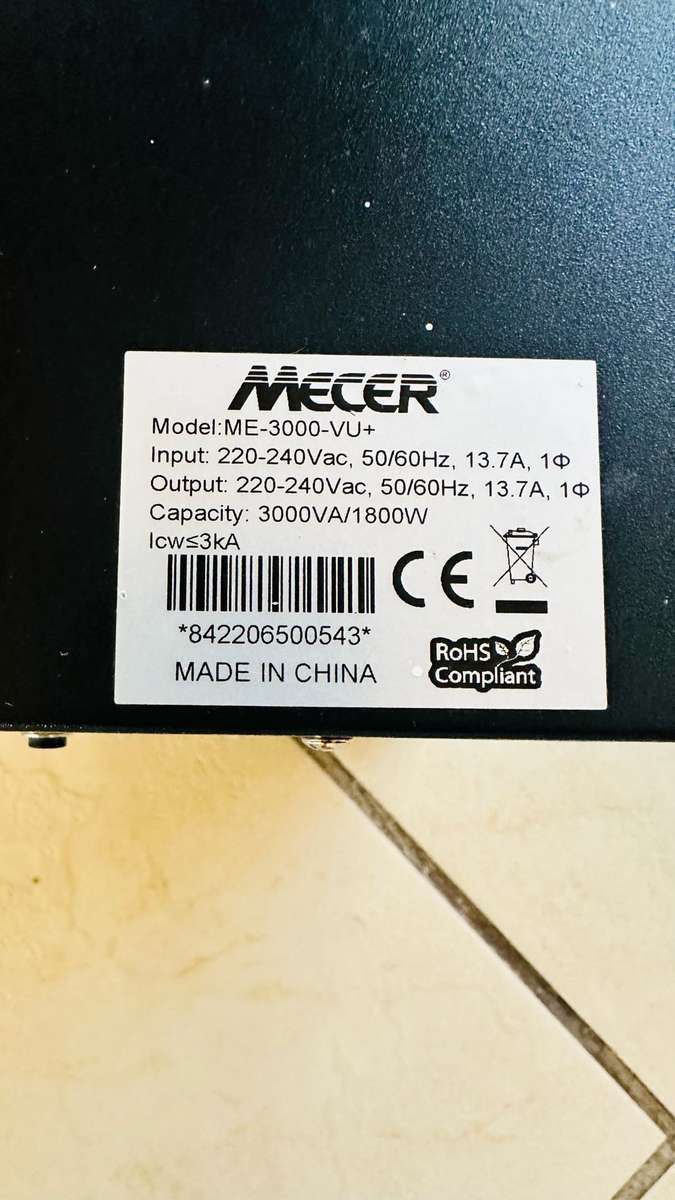 MECER®
Model:ME-3000-VU+
Input: 220-240Vac, 50/60Hz, 13.7A, 1Φ
Output: 220-240Vac, 50/60Hz, 13.7A, 1Φ
Capacity: 3000VA/1800W
Icw≤3kA
CE
*842206500543*
MADE IN CHINA
RoHS
Compliant